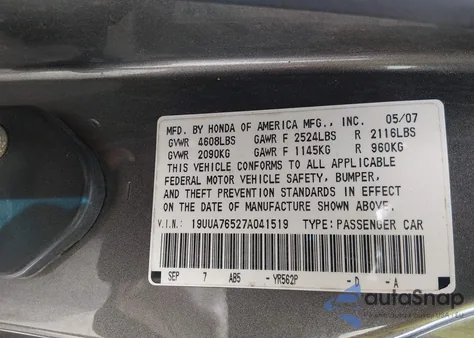 MFD. BY HONDA OF AMERICA MFG., INC. 05/07
GVWR 4608LBS GAWR F 2524LBS R 2116LBS
GVWR 2090KG GAWR F 1145KG R 960KG
THIS VEHICLE CONFORMS TO ALL APPLICABLE
FEDERAL MOTOR VEHICLE SAFETY, BUMPER,
AND THEFT PREVENTION STANDARDS IN EFFECT
ON THE DATE OF MANUFACTURE SHOWN ABOVE.
V.I.N.: 19UUA76527A041519 TYPE: PASSENGER CAR
SEP 7 AB5 - YR562P -D -A
autoSnap